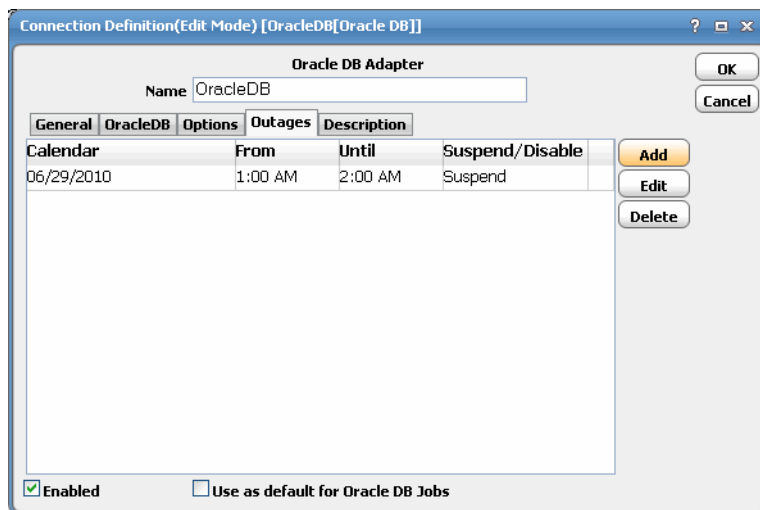 Connection Definition(Edit Mode) [OracleDB[Oracle DB]] ?
Oracle DB Adapter
Name OracleDB
OK
Cancel
General OracleDB Options Outages Description
Calendar From Until Suspend/Disable
06/29/2010 1:00 AM 2:00 AM Suspend
Add
Edit
Delete
Enabled Use as default for Oracle DB Jobs